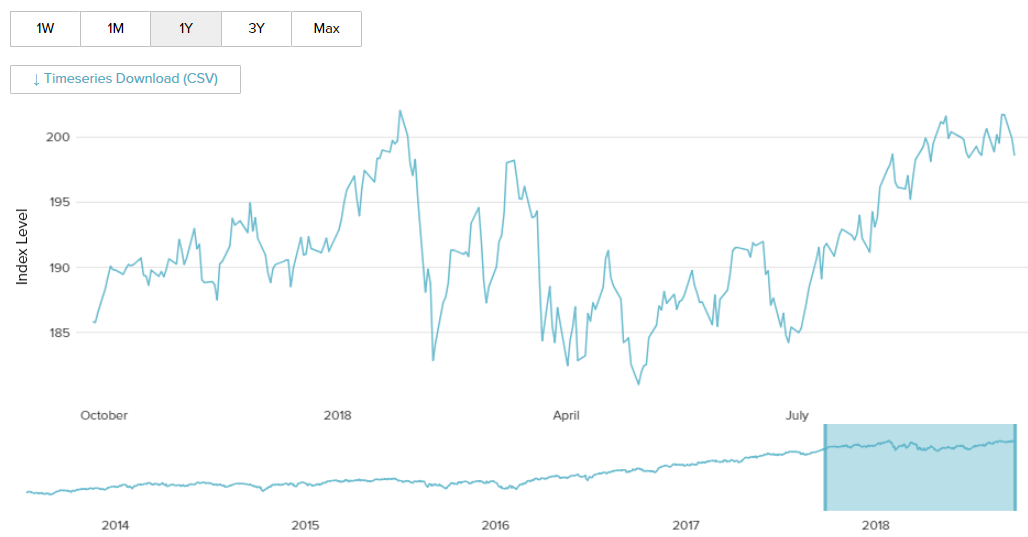 1W 1M 1Y 3Y Max
↓ Timeseries Download (CSV)
Index Level
200
195
190
185
October 2018 April July
2014 2015 2016 2017 2018